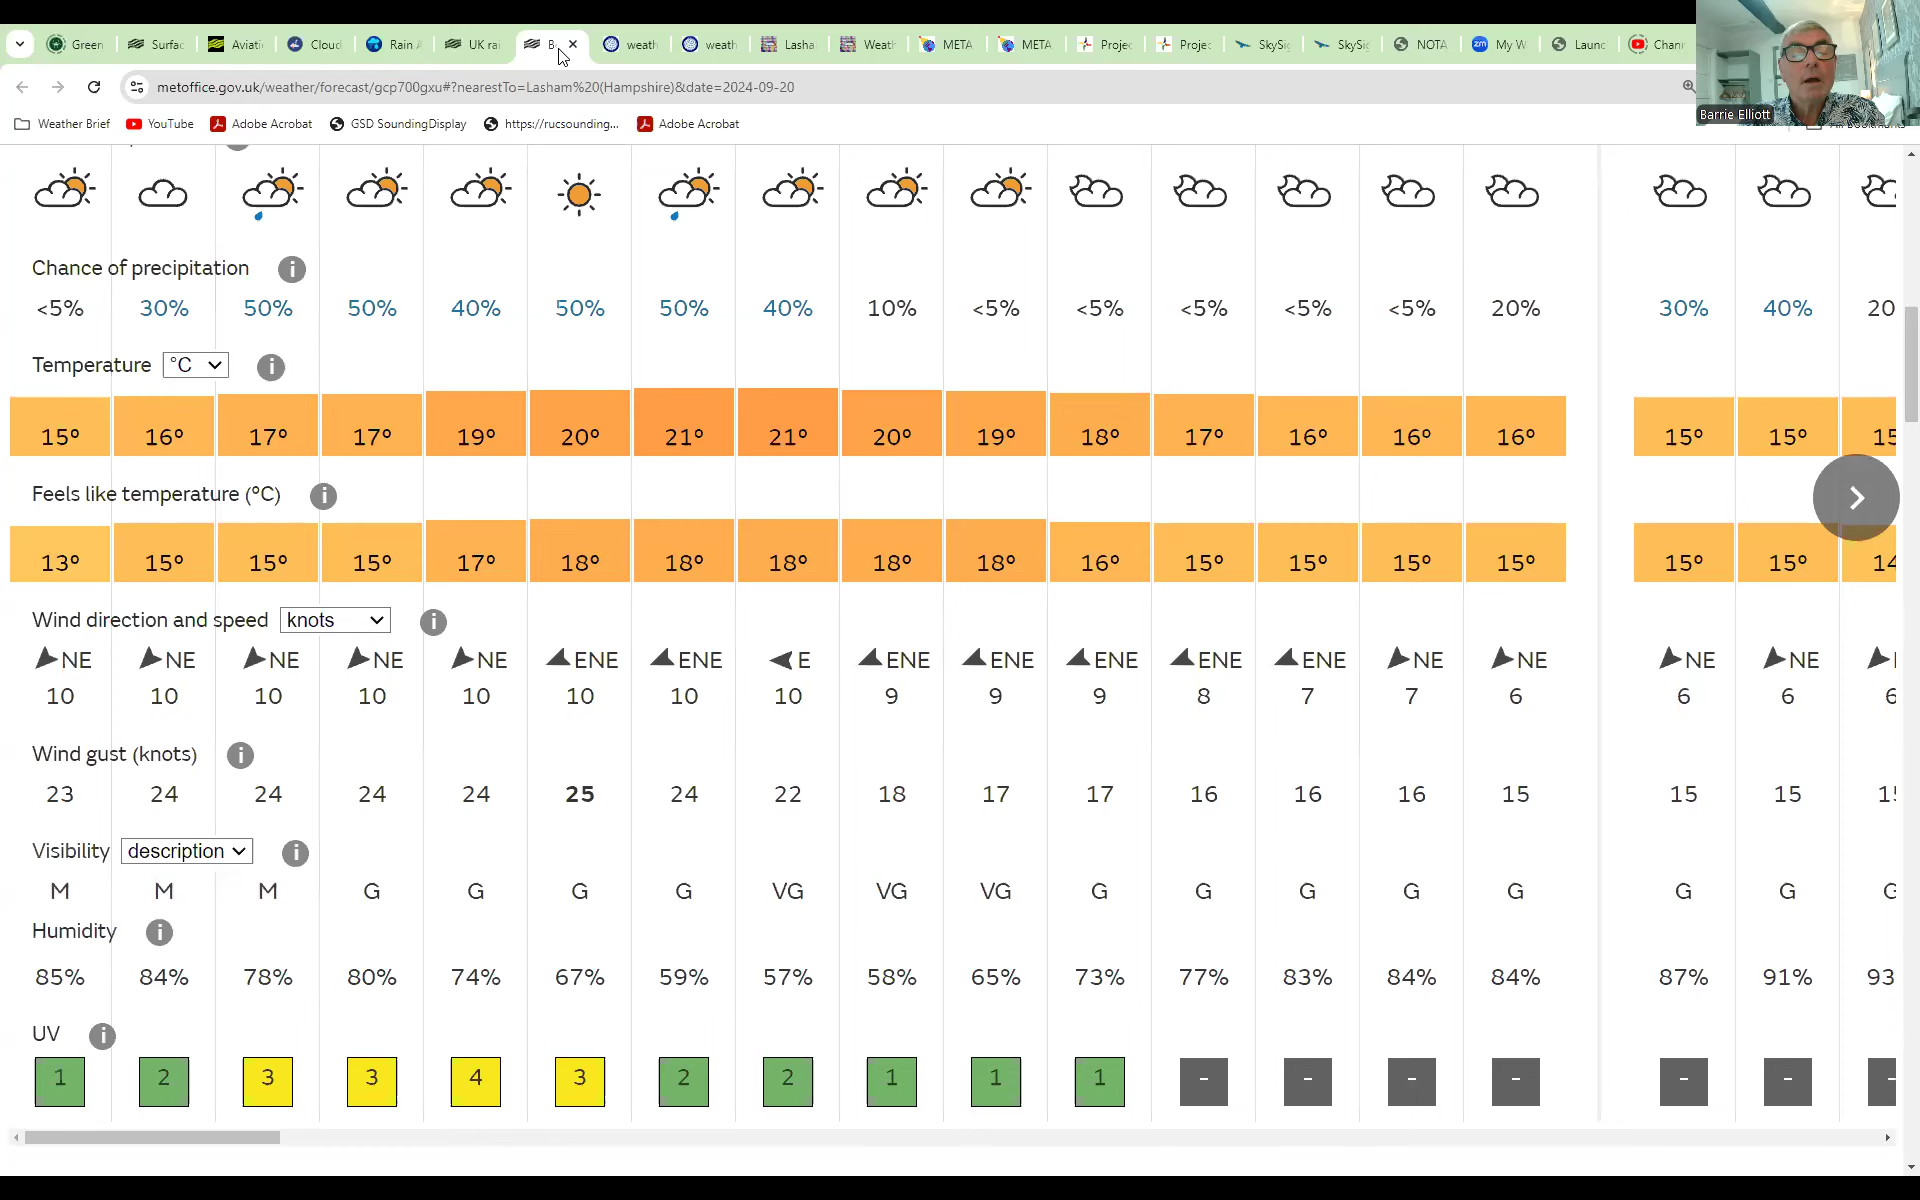 Green
Surfac
Aviati
Cloud
Rain A
UK rai
B
weath
weath
Lasha
Weath
META
META
Projec
Projec
SkySig
SkySig
NOTA
My W
Launc
Chann
metoffice.gov.uk/weather/forecast/gcp700gxu#?nearestTo=Lasham%20(Hampshire)&date=2024-09-20
Barrie Elliott
Weather Brief YouTube Adobe Acrobat GSD SoundingDisplay https://rucsounding... Adobe Acrobat
Chance of precipitation i
<5% 30% 50% 50% 40% 50% 50% 40% 10% <5% <5% <5% <5% <5% 20% 30% 40% 20
Temperature °C i
15° 16° 17° 17° 19° 20° 21° 21° 20° 19° 18° 17° 16° 16° 16° 15° 15° 15
Feels like temperature (°C) i
13° 15° 15° 15° 17° 18° 18° 18° 18° 18° 16° 15° 15° 15° 15° 15° 15° 14
Wind direction and speed knots i
NE NE NE NE NE ENE ENE E ENE ENE ENE ENE ENE NE NE NE NE
10 10 10 10 10 10 10 10 9 9 9 8 7 7 6 6 6 6
Wind gust (knots) i
23 24 24 24 24 25 24 22 18 17 17 16 16 16 15 15 15 15
Visibility description i
M M M G G G G VG VG VG G G G G G G G G
Humidity i
85% 84% 78% 80% 74% 67% 59% 57% 58% 65% 73% 77% 83% 84% 84% 87% 91% 93
UV i
1 2 3 3 4 3 2 2 1 1 1 - - - - - - -